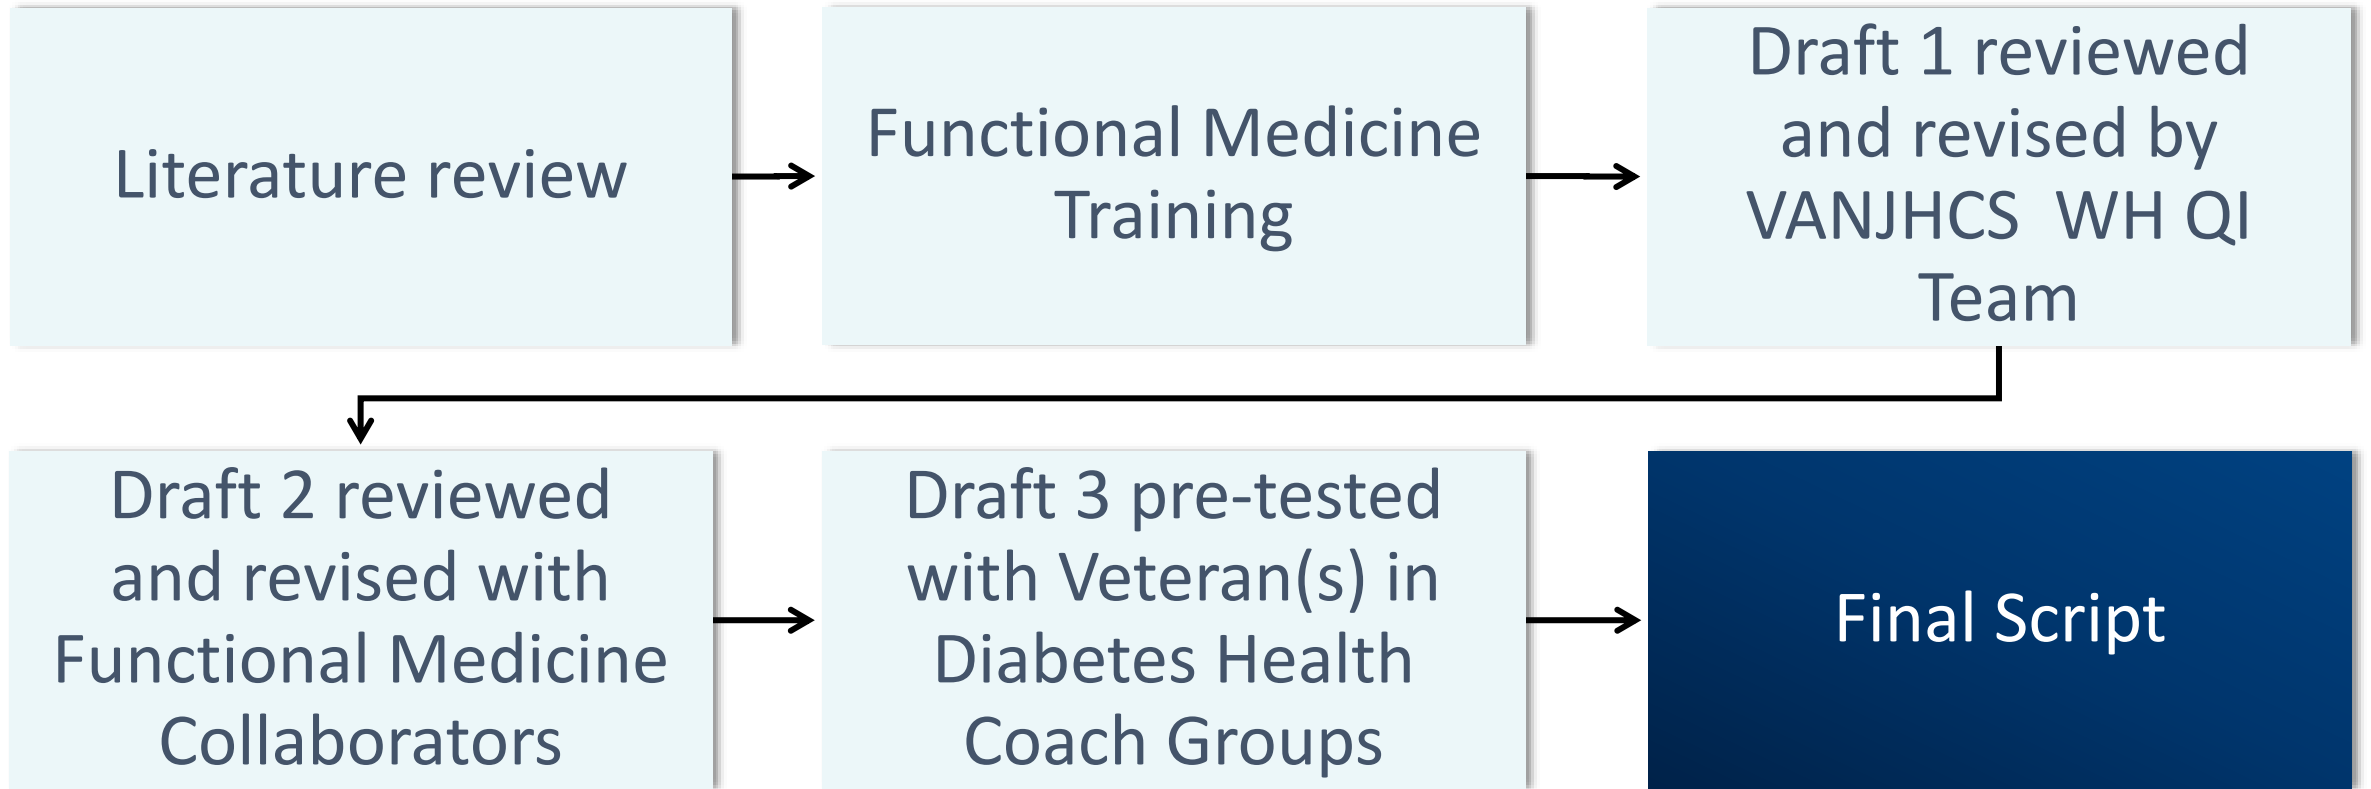 Literature review
Functional Medicine
Training
Draft 1 reviewed
and revised by
VANJHCS  WH QI
Team
Draft 2 reviewed
and revised with
Functional Medicine
Collaborators
Draft 3 pre-tested
with Veteran(s) in
Diabetes Health
Coach Groups
Final Script